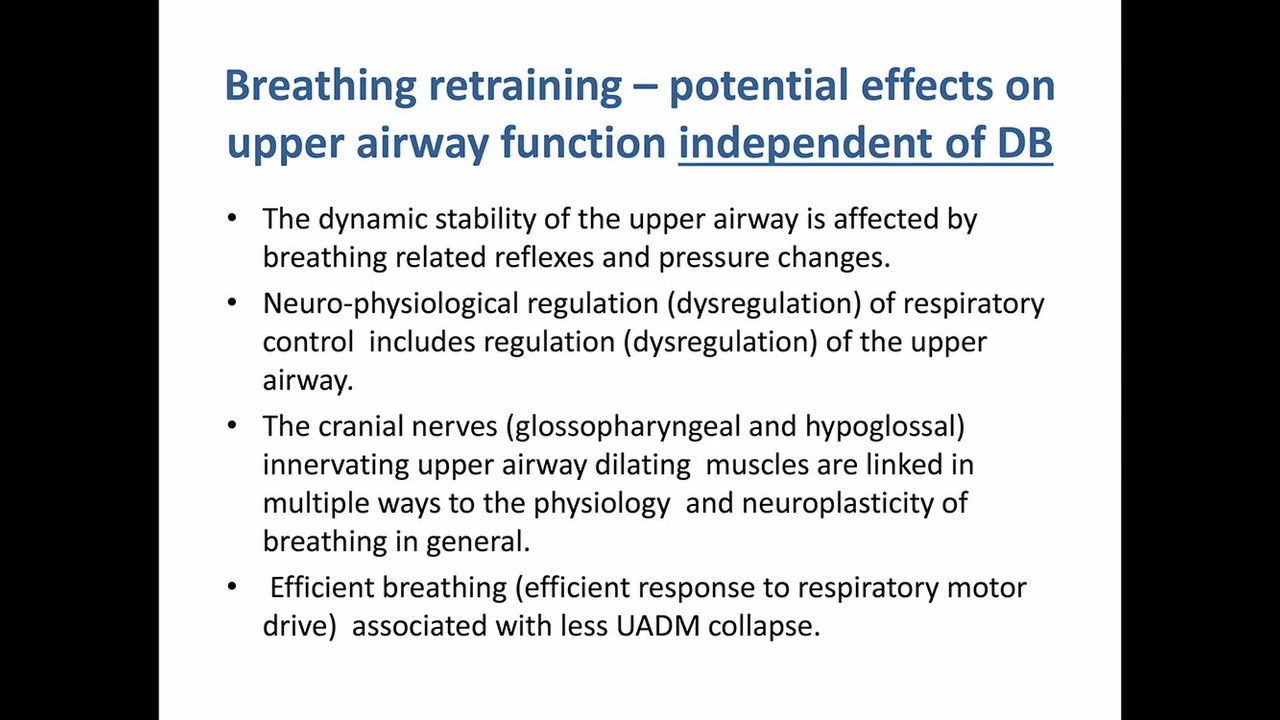 Breathing retraining – potential effects on
upper airway function independent of DB
• The dynamic stability of the upper airway is affected by
breathing related reflexes and pressure changes.
• Neuro-physiological regulation (dysregulation) of respiratory
control  includes regulation (dysregulation) of the upper
airway.
• The cranial nerves (glossopharyngeal and hypoglossal)
innervating upper airway dilating  muscles are linked in
multiple ways to the physiology  and neuroplasticity of
breathing in general.
•  Efficient breathing (efficient response to respiratory motor
drive)  associated with less UADM collapse.